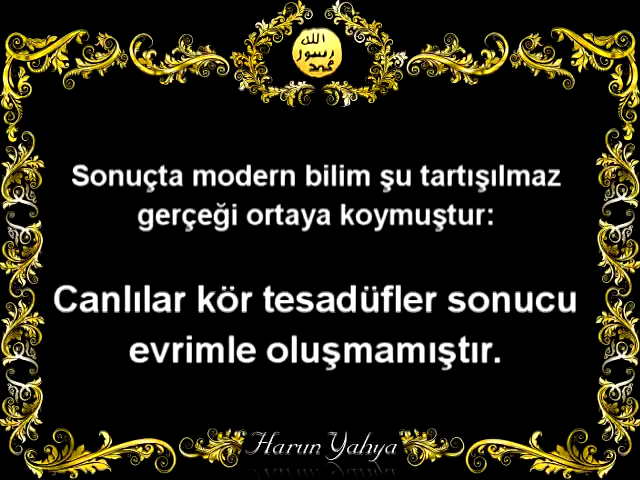 الله
رسول
محمد
Sonuçta modern bilim şu tartışılmaz
gerçeği ortaya koymuştur:
Canlılar kör tesadüfler sonucu
evrimle oluşmamıştır.
Harun Yahya